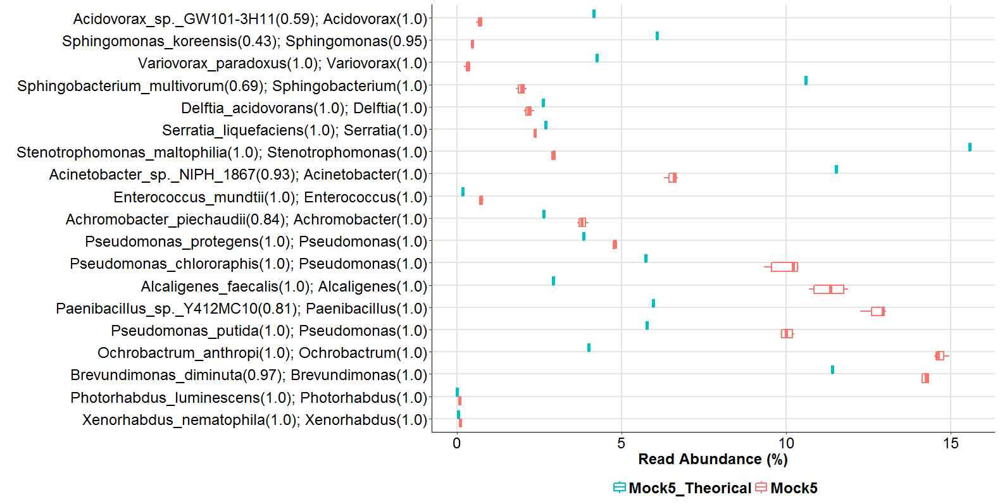 Acidovorax_sp._GW101-3H11(0.59); Acidovorax(1.0)
Sphingomonas_koreensis(0.43); Sphingomonas(0.95)
Variovorax_paradoxus(1.0); Variovorax(1.0)
Sphingobacterium_multivorum(0.69); Sphingobacterium(1.0)
Delftia_acidovorans(1.0); Delftia(1.0)
Serratia_liquefaciens(1.0); Serratia(1.0)
Stenotrophomonas_maltophilia(1.0); Stenotrophomonas(1.0)
Acinetobacter_sp._NIPH_1867(0.93); Acinetobacter(1.0)
Enterococcus_mundtii(1.0); Enterococcus(1.0)
Achromobacter_piechaudii(0.84); Achromobacter(1.0)
Pseudomonas_protegens(1.0); Pseudomonas(1.0)
Pseudomonas_chlororaphis(1.0); Pseudomonas(1.0)
Alcaligenes_faecalis(1.0); Alcaligenes(1.0)
Paenibacillus_sp._Y412MC10(0.81); Paenibacillus(1.0)
Pseudomonas_putida(1.0); Pseudomonas(1.0)
Ochrobactrum_anthropi(1.0); Ochrobactrum(1.0)
Brevundimonas_diminuta(0.97); Brevundimonas(1.0)
Photorhabdus_luminescens(1.0); Photorhabdus(1.0)
Xenorhabdus_nematophila(1.0); Xenorhabdus(1.0)
0 5 10 15
Read Abundance (%)
Mock5_Theorical Mock5